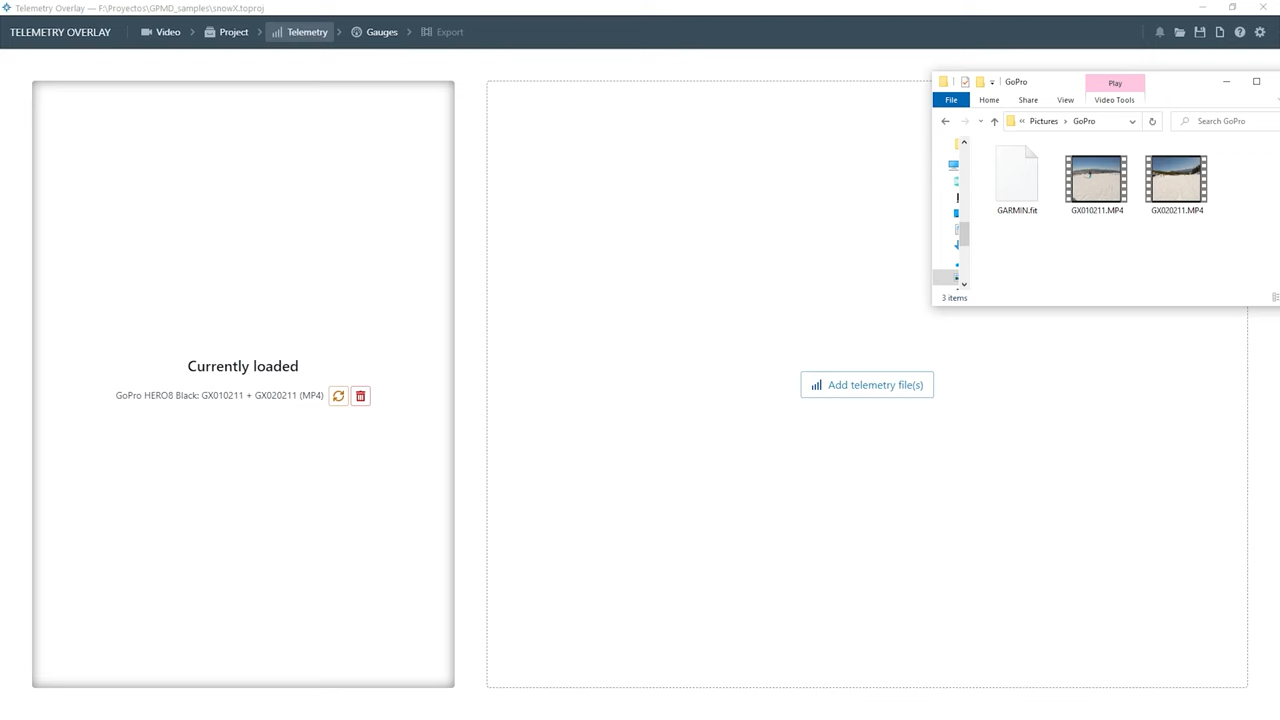 Telemetry Overlay — F:\Proyectos\GPMD_samples\snowX.toproj
TELEMETRY OVERLAY
Video
Project
Telemetry
Gauges
Export
GoPro
Play
File
Home
Share
View
Video Tools
« Pictures › GoPro
Search GoPro
GARMIN.fit
GX010211.MP4
GX020211.MP4
3 items
Currently loaded
GoPro HERO8 Black: GX010211 + GX020211 (MP4)
Add telemetry file(s)